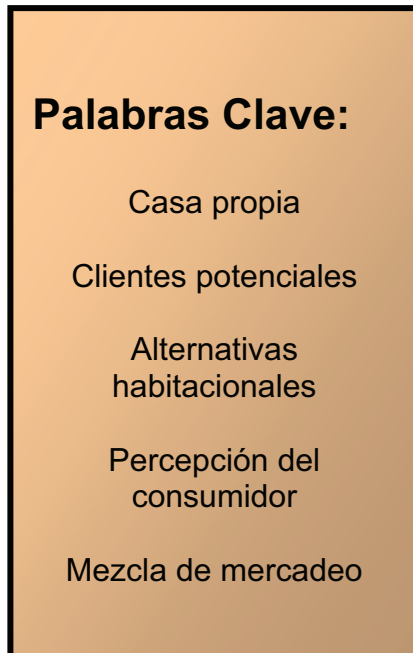 Palabras Clave:
Casa propia
Clientes potenciales
Alternativas
habitacionales
Percepción del
consumidor
Mezcla de mercadeo